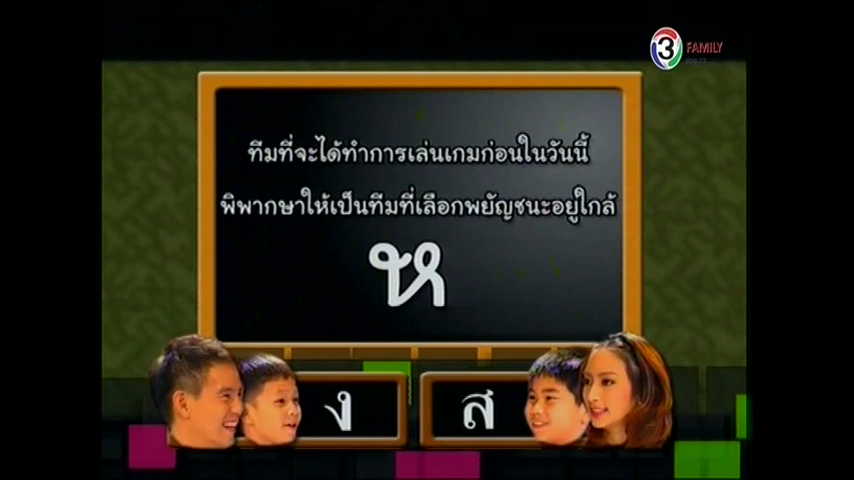 3 FAMILY
ทีมที่จะได้ทำการเล่นเกมก่อนในวันนี้
พิพากษาให้เป็นทีมที่เลือกพยัญชนะอยู่ใกล้
ห
ง ส